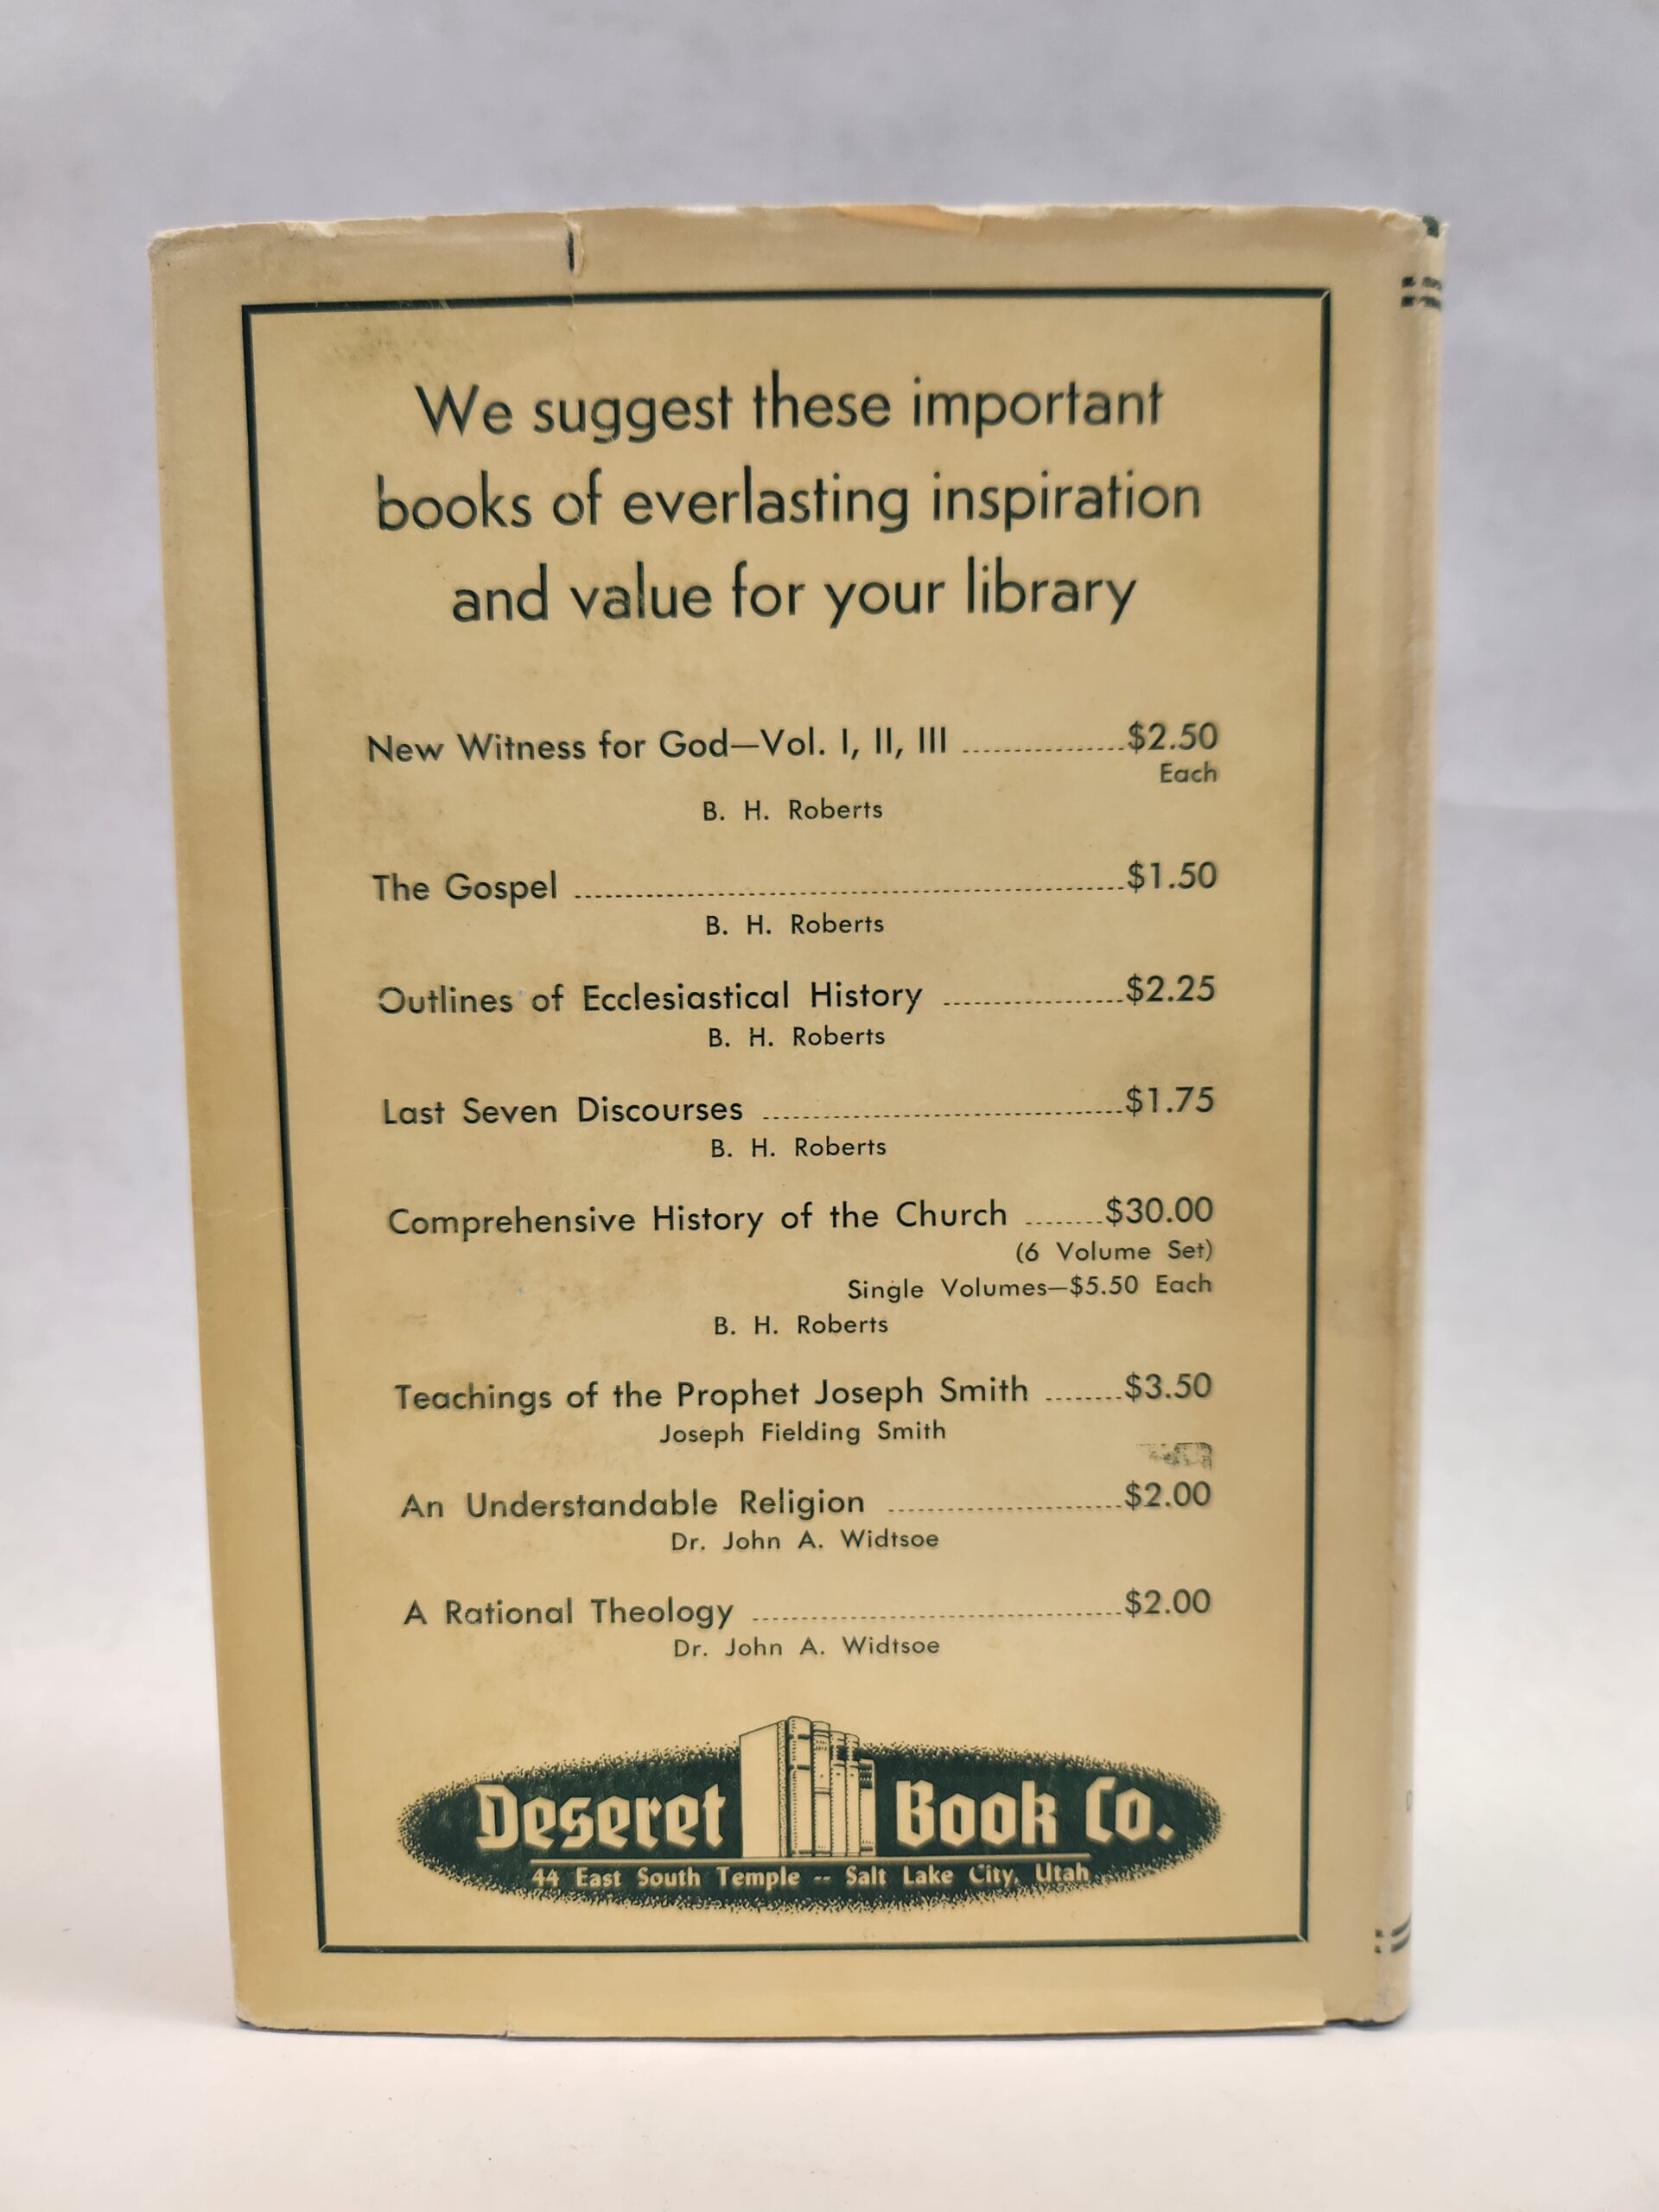 We suggest these important
books of everlasting inspiration
and value for your library
New Witness for God—Vol. I, II, III ................$2.50
Each
B. H. Roberts
The Gospel ......................................................$1.50
B. H. Roberts
Outlines of Ecclesiastical History ..................$2.25
B. H. Roberts
Last Seven Discourses ....................................$1.75
B. H. Roberts
Comprehensive History of the Church ........$30.00
(6 Volume Set)
Single Volumes—$5.50 Each
B. H. Roberts
Teachings of the Prophet Joseph Smith ........$3.50
Joseph Fielding Smith
An Understandable Religion .......................$2.00
Dr. John A. Widtsoe
A Rational Theology .....................................$2.00
Dr. John A. Widtsoe
Deseret Book Co.
44 East South Temple -- Salt Lake City, Utah